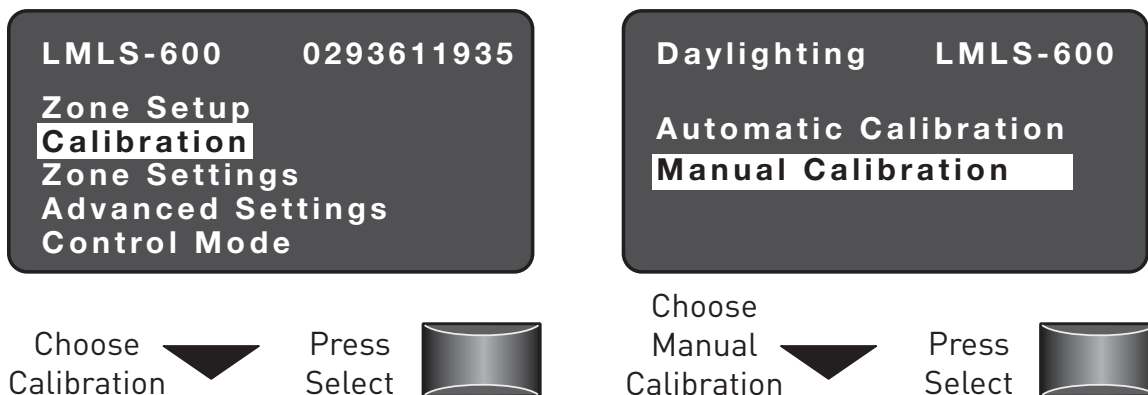 LMLS-600 0293611935
Zone Setup
Calibration
Zone Settings
Advanced Settings
Control Mode
Choose
Calibration
Press
Select
Daylighting LMLS-600
Automatic Calibration
Manual Calibration
Choose
Manual
Calibration
Press
Select